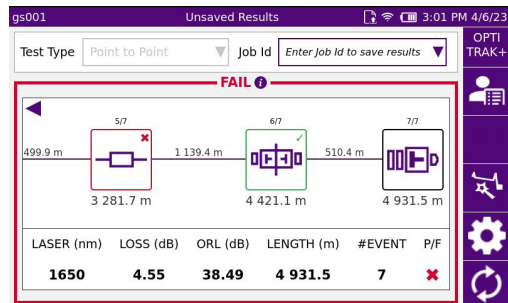 gs001 Unsaved Results 3:01 PM 4/6/23
OPTI
TRAK+
Test Type Point to Point Job Id Enter Job Id to save results
FAIL i
5/7 6/7 7/7
499.9 m 1 139.4 m 510.4 m
3 281.7 m 4 421.1 m 4 931.5 m
LASER (nm) LOSS (dB) ORL (dB) LENGTH (m) #EVENT P/F
1650 4.55 38.49 4 931.5 7